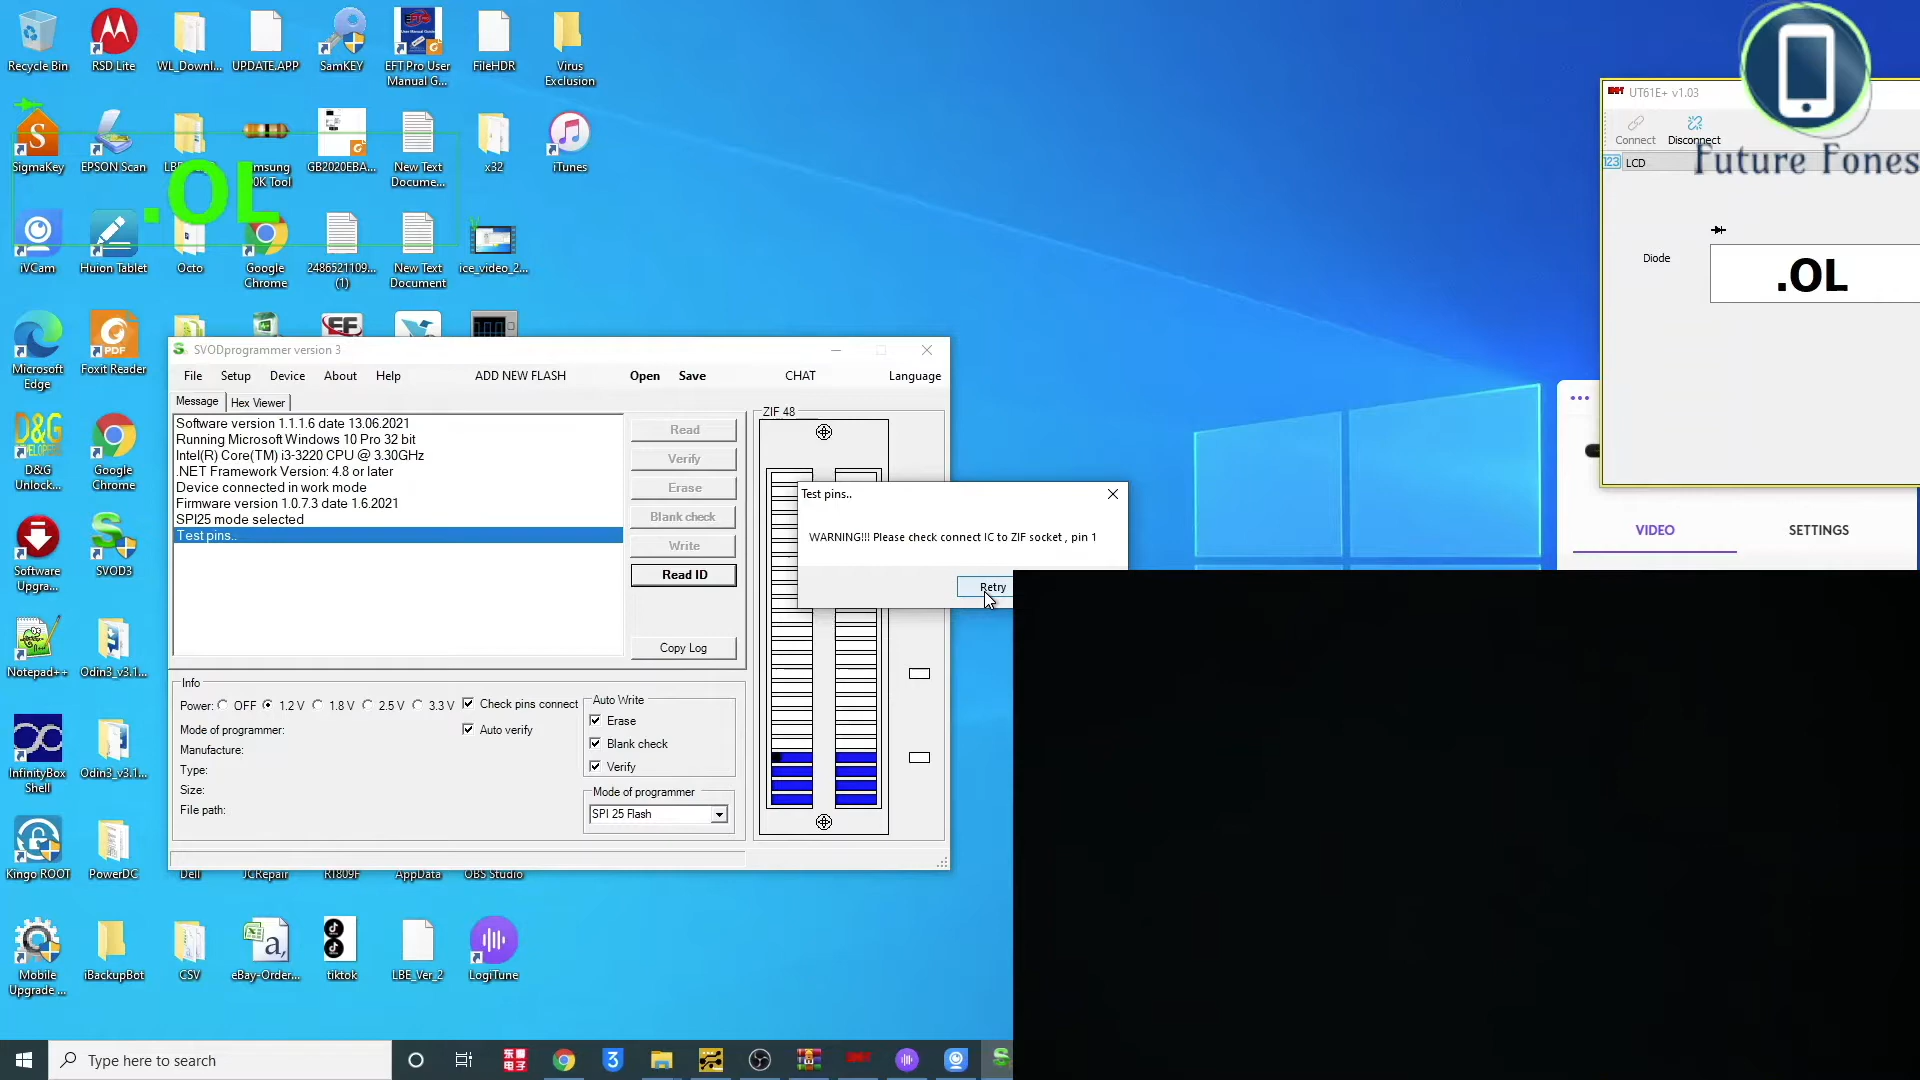 Recycle Bin
RSD Lite
WL_Downl...
UPDATE.APP
SamKEY
EFT Pro User
Manual G...
FileHDR
Virus
Exclusion
SigmaKey
EPSON Scan
GB2020EBA...
New Text
Docume...
x32
iTunes
.OL
iVCam
Huion Tablet
Octo
Google
Chrome
2486521109...
(1)
New Text
Document
ice_video_2...
Microsoft
Edge
Foxit Reader
D&G
Unlock...
Google
Chrome
Software
Upgra...
SVOD3
Notepad++
Odin3_v3.1...
InfinityBox
Shell
Odin3_v3.1...
Kingo ROOT
PowerDC
Dell
JCRepair
RT809F
AppData
OBS Studio
Mobile
Upgrade ...
iBackupBot
CSV
eBay-Order...
tiktok
LBE_Ver_2
LogiTune
SVODprogrammer version 3
File Setup Device About Help ADD NEW FLASH Open Save CHAT Language
Message Hex Viewer
Software version 1.1.1.6 date 13.06.2021
Running Microsoft Windows 10 Pro 32 bit
Intel(R) Core(TM) i3-3220 CPU @ 3.30GHz
.NET Framework Version: 4.8 or later
Device connected in work mode
Firmware version 1.0.7.3 date 1.6.2021
SPI25 mode selected
Test pins..
Read
Verify
Erase
Blank check
Write
Read ID
Copy Log
ZIF 48
Info
Power: OFF 1.2 V 1.8 V 2.5 V 3.3 V
Check pins connect
Auto verify
Mode of programmer:
Manufacture:
Type:
Size:
File path:
Auto Write
Erase
Blank check
Verify
Mode of programmer
SPI 25 Flash
Test pins..
WARNING!!! Please check connect IC to ZIF socket , pin 1
Retry
UT61E+ v1.03
Connect Disconnect
123 LCD
Future Fones
Diode
.OL
VIDEO SETTINGS
Type here to search